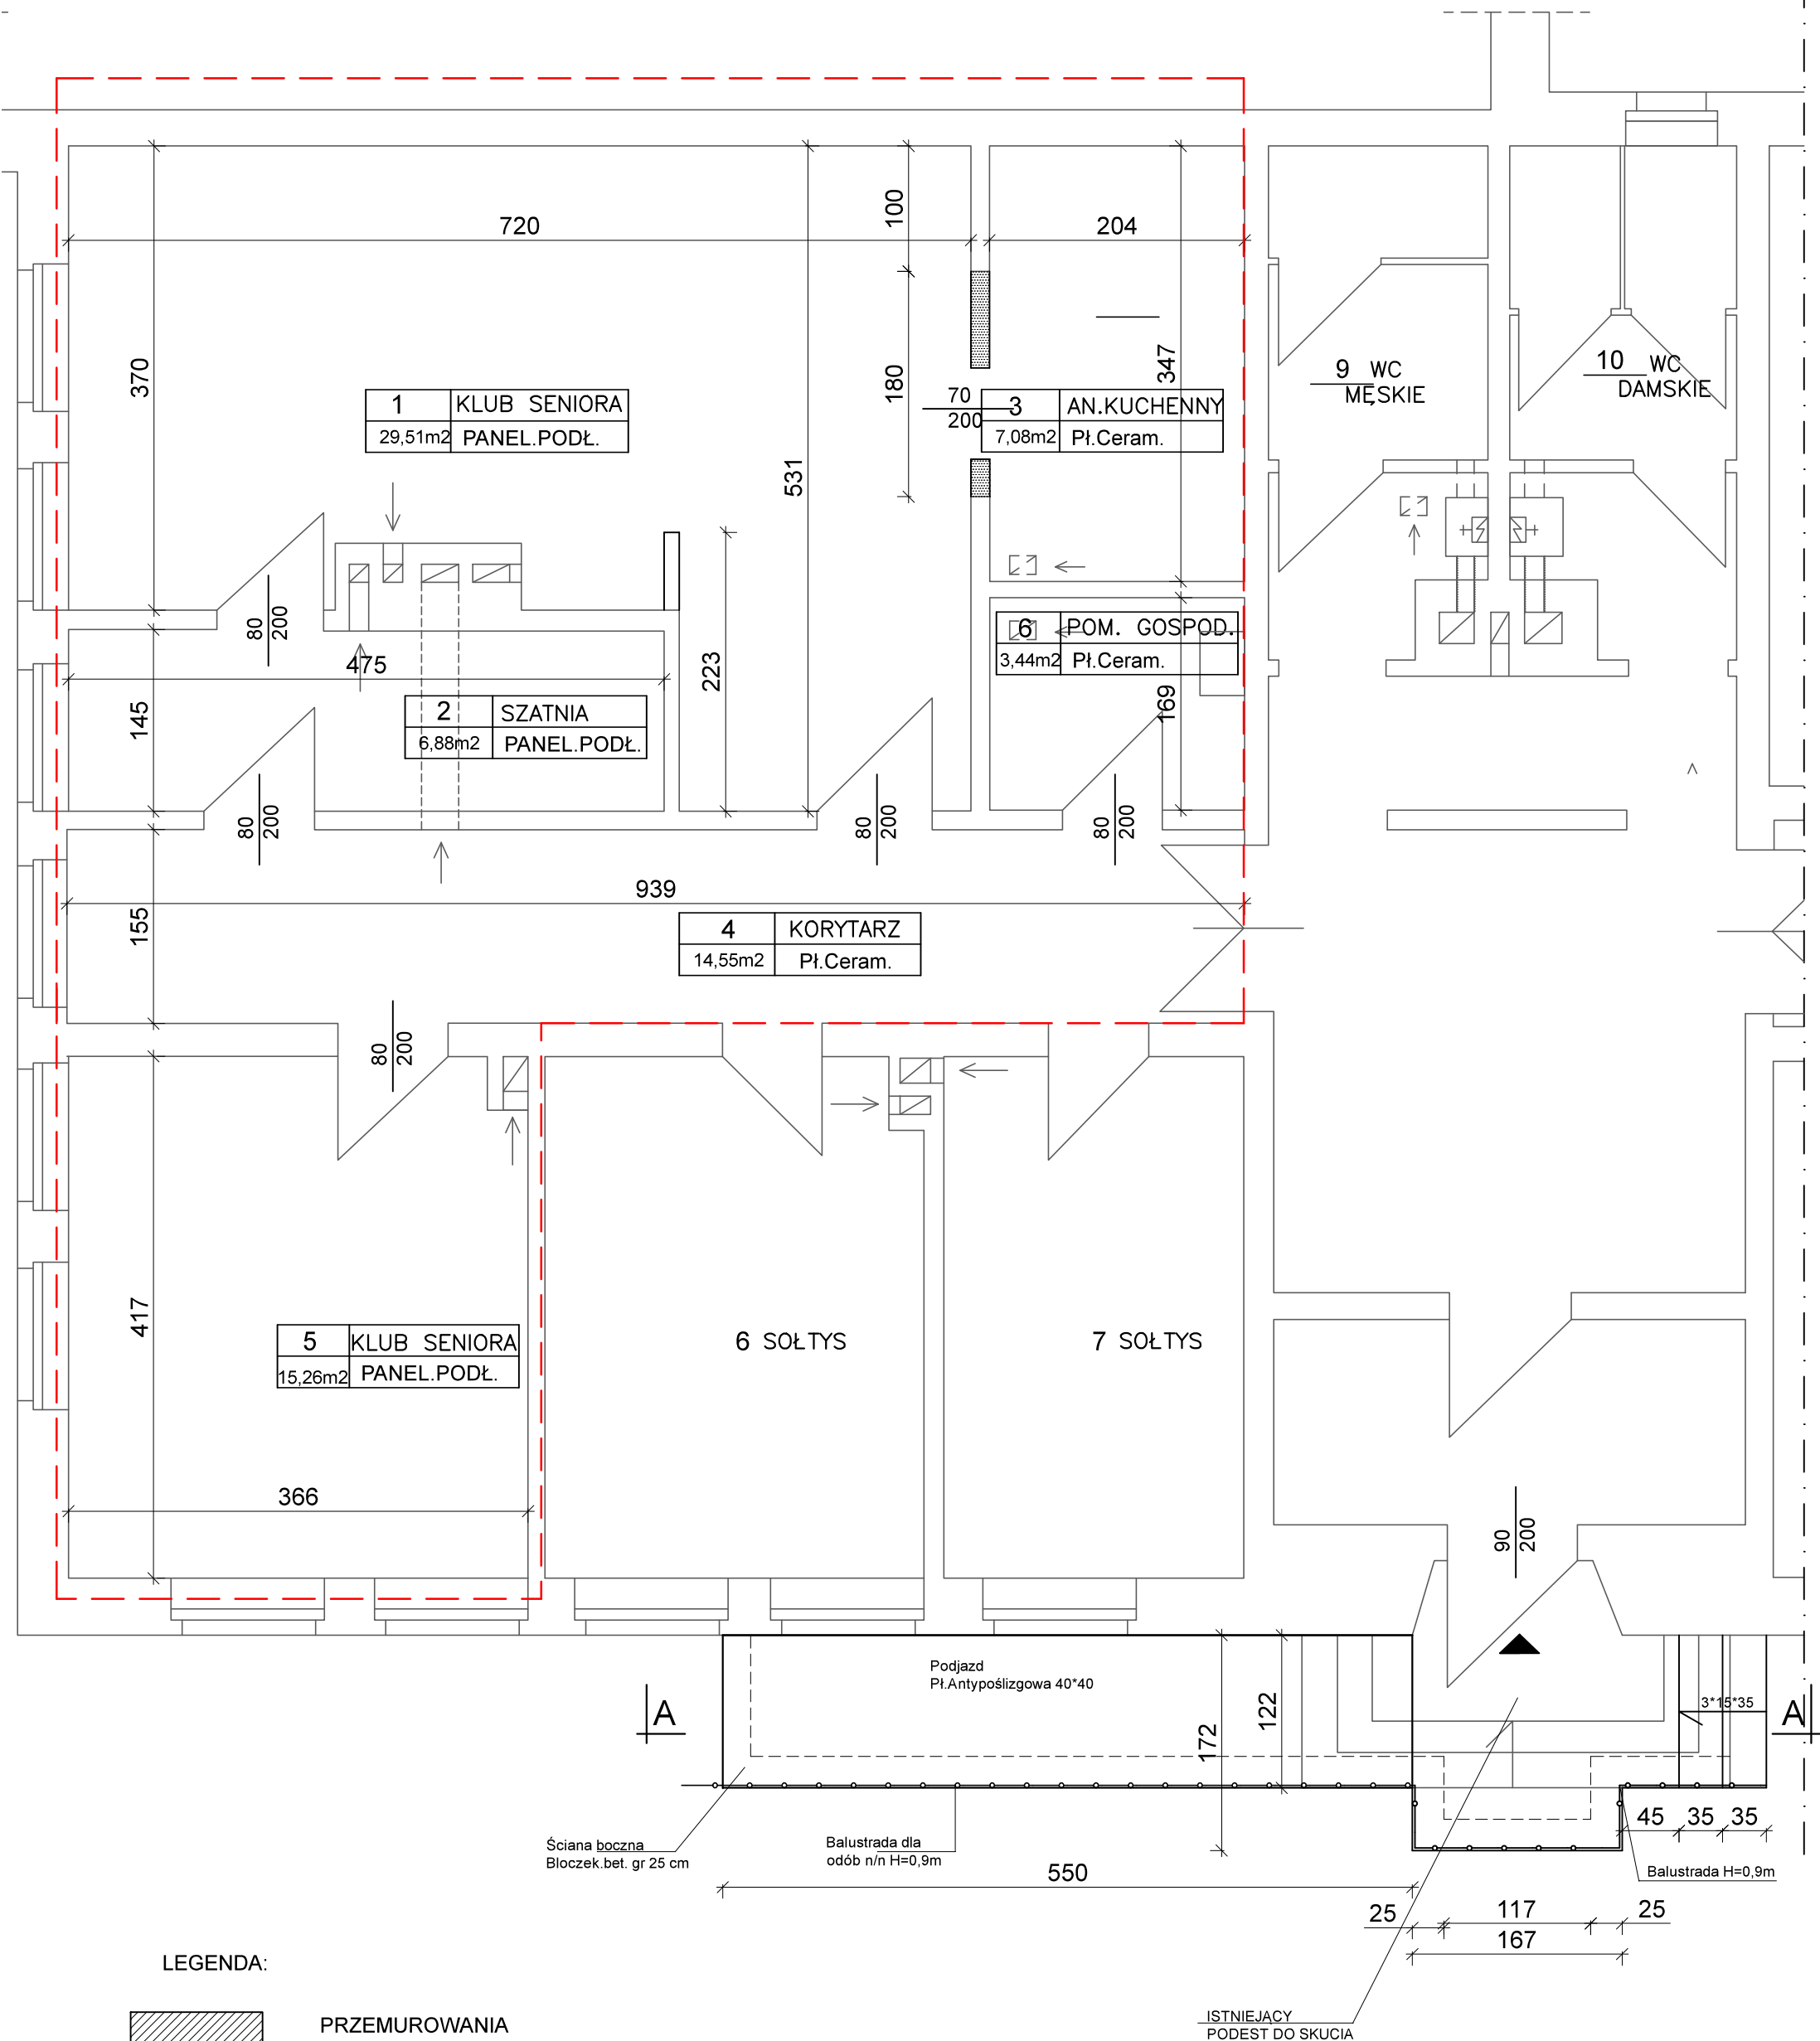 720
204
100
370
180
347
531
1 KLUB SENIORA
29,51m2 PANEL.PODŁ.
70
200
3 AN.KUCHENNY
7,08m2 Pł.Ceram.
9 WC
MĘSKIE
10 WC
DAMSKIE
80
200
475
223
6 POM. GOSPOD.
3,44m2 Pł.Ceram.
169
145
2 SZATNIA
6,88m2 PANEL.PODŁ.
80
200
80
200
80
200
939
155
4 KORYTARZ
14,55m2 Pł.Ceram.
80
200
417
5 KLUB SENIORA
15,26m2 PANEL.PODŁ.
6 SOŁTYS
7 SOŁTYS
366
90
200
Podjazd
Pł.Antypoślizgowa 40*40
A
122
172
3*15*35
A
45
35
35
Ściana boczna
Bloczek.bet. gr 25 cm
Balustrada dla
odób n/n H=0,9m
Balustrada H=0,9m
550
25
117
25
167
LEGENDA:
PRZEMUROWANIA
ISTNIEJĄCY
PODEST DO SKUCIA